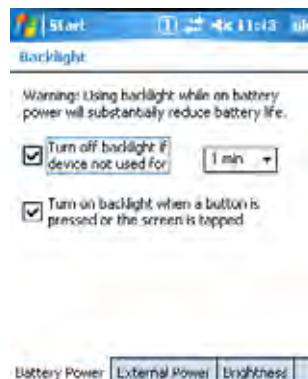 Start 11:43 ok
Backlight
Warning: Using backlight while on battery
power will substantially reduce battery life.
Turn off backlight if
device not used for 1 min
Turn on backlight when a button is
pressed or the screen is tapped
Battery Power External Power Brightness